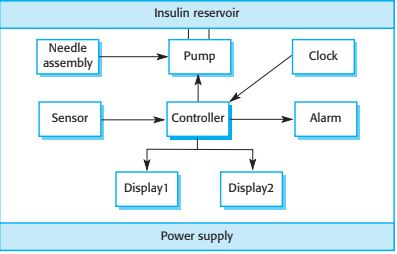 Insulin reservoir
Needle
assembly
Pump
Clock
Sensor
Controller
Alarm
Display1
Display2
Power supply